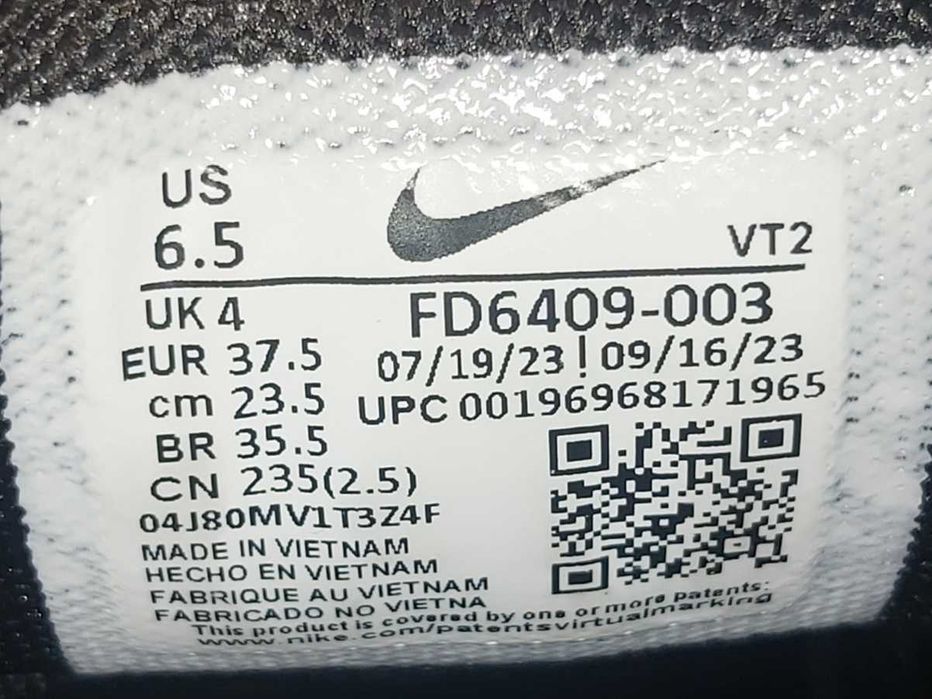 US
6.5
VT2
UK 4
FD6409-003
EUR 37.5
07/19/23 ! 09/16/23
cm 23.5
UPC 00196968171965
BR 35.5
CN 235(2.5)
04J80MV1T3Z4F
MADE IN VIETNAM
HECHO EN VIETNAM
FABRIQUE AU VIETNAM
FABRICADO NO VIETNA
This product is covered by one or more patents:
www.nike.com/patentsvirtualmarking